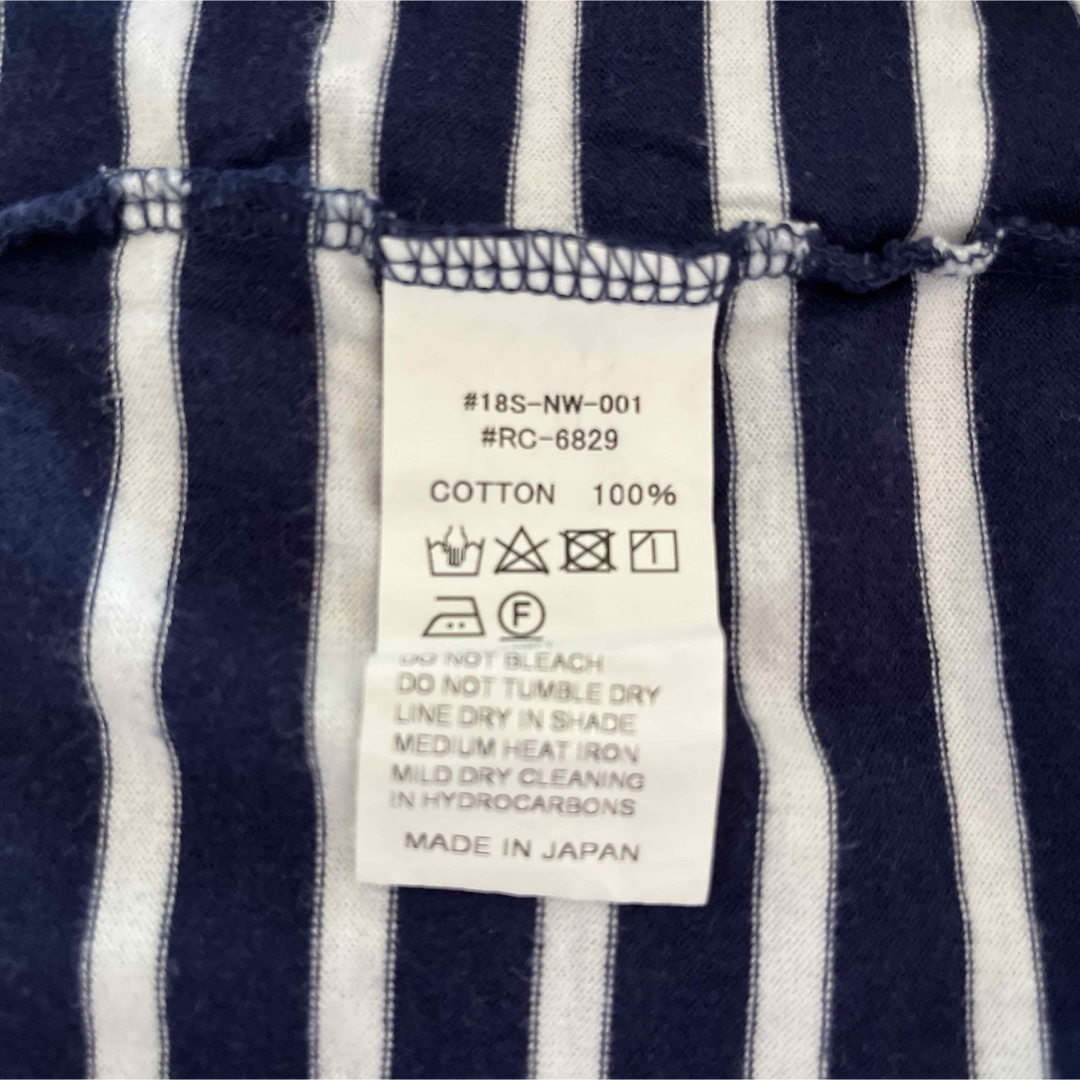 #18S-NW-001
#RC-6829
COTTON 100%
F
DO NOT BLEACH
DO NOT TUMBLE DRY
LINE DRY IN SHADE
MEDIUM HEAT IRON
MILD DRY CLEANING
IN HYDROCARBONS
MADE IN JAPAN